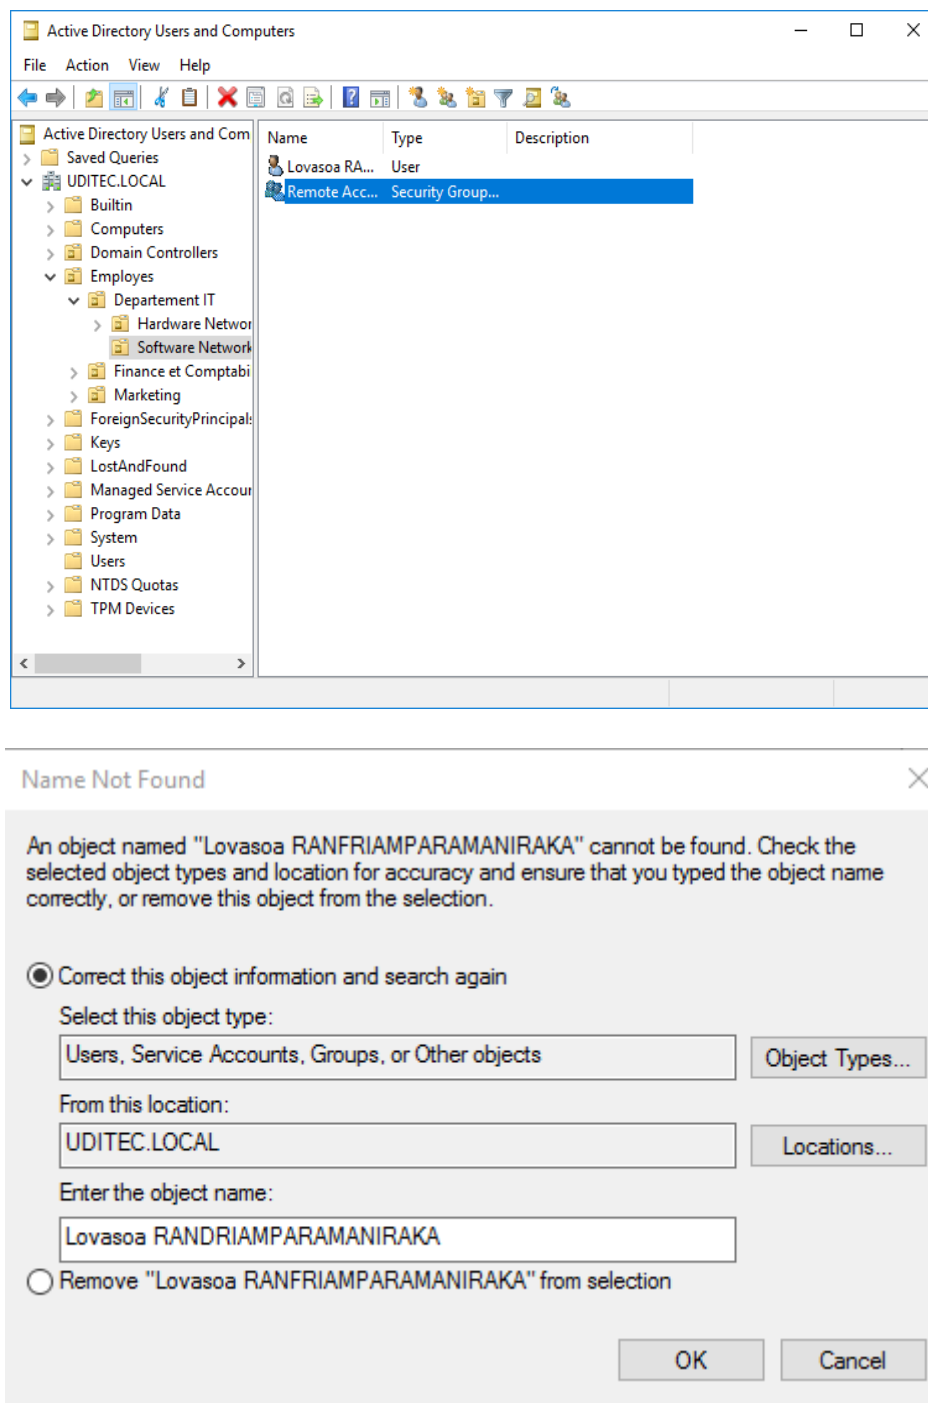 Active Directory Users and Computers
File Action View Help
Active Directory Users and Com
Saved Queries
UDITEC.LOCAL
Builtin
Computers
Domain Controllers
Employes
Departement IT
Hardware Networ
Software Network
Finance et Comptabi
Marketing
ForeignSecurityPrincipals
Keys
LostAndFound
Managed Service Accour
Program Data
System
Users
NTDS Quotas
TPM Devices
Name Type Description
Lovasoa RA... User
Remote Acc... Security Group...
Name Not Found
An object named "Lovasoa RANFRIAMPARAMANIRAKA" cannot be found. Check the
selected object types and location for accuracy and ensure that you typed the object name
correctly, or remove this object from the selection.
Correct this object information and search again
Select this object type:
Users, Service Accounts, Groups, or Other objects
Object Types...
From this location:
UDITEC.LOCAL
Locations...
Enter the object name:
Lovasoa RANDRIAMPARAMANIRAKA
Remove "Lovasoa RANFRIAMPARAMANIRAKA" from selection
OK Cancel